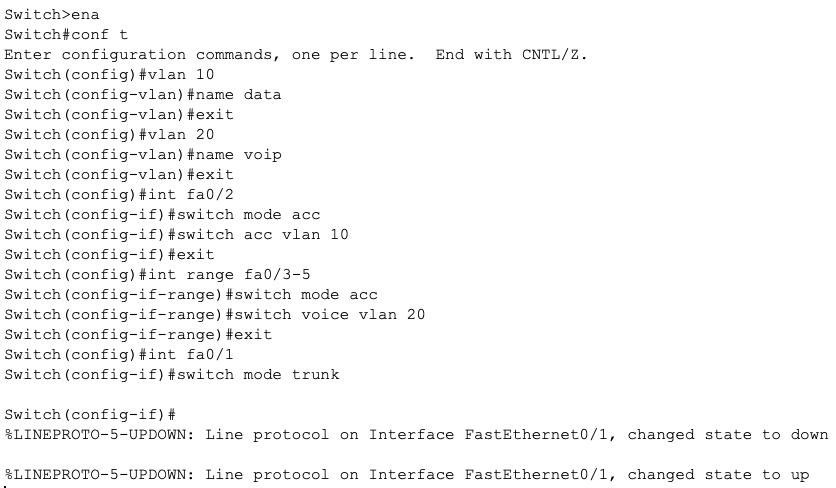 Switch>ena
Switch#conf t
Enter configuration commands, one per line.  End with CNTL/Z.
Switch(config)#vlan 10
Switch(config-vlan)#name data
Switch(config-vlan)#exit
Switch(config)#vlan 20
Switch(config-vlan)#name voip
Switch(config-vlan)#exit
Switch(config)#int fa0/2
Switch(config-if)#switch mode acc
Switch(config-if)#switch acc vlan 10
Switch(config-if)#exit
Switch(config)#int range fa0/3-5
Switch(config-if-range)#switch mode acc
Switch(config-if-range)#switch voice vlan 20
Switch(config-if-range)#exit
Switch(config)#int fa0/1
Switch(config-if)#switch mode trunk
Switch(config-if)#
%LINEPROTO-5-UPDOWN: Line protocol on Interface FastEthernet0/1, changed state to down
%LINEPROTO-5-UPDOWN: Line protocol on Interface FastEthernet0/1, changed state to up